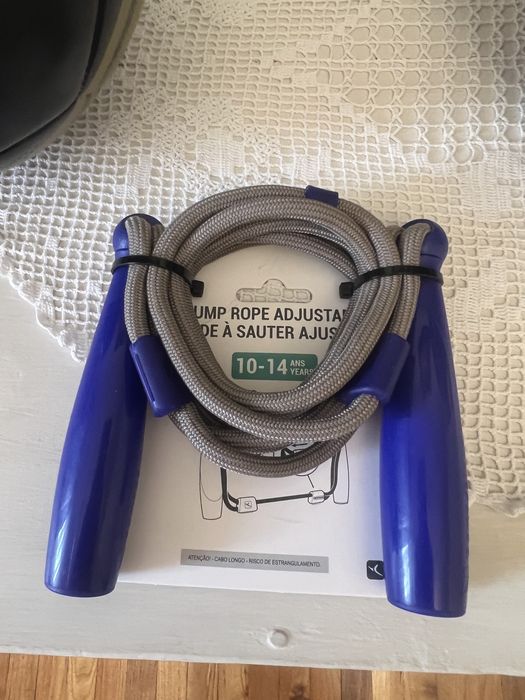 UMP ROPE ADJUSTA
DE À SAUTER AJUS
10-14 ANS
YEARS
ATENÇÃO! - CABO LONGO - RISCO DE ESTRANGULAMENTO.